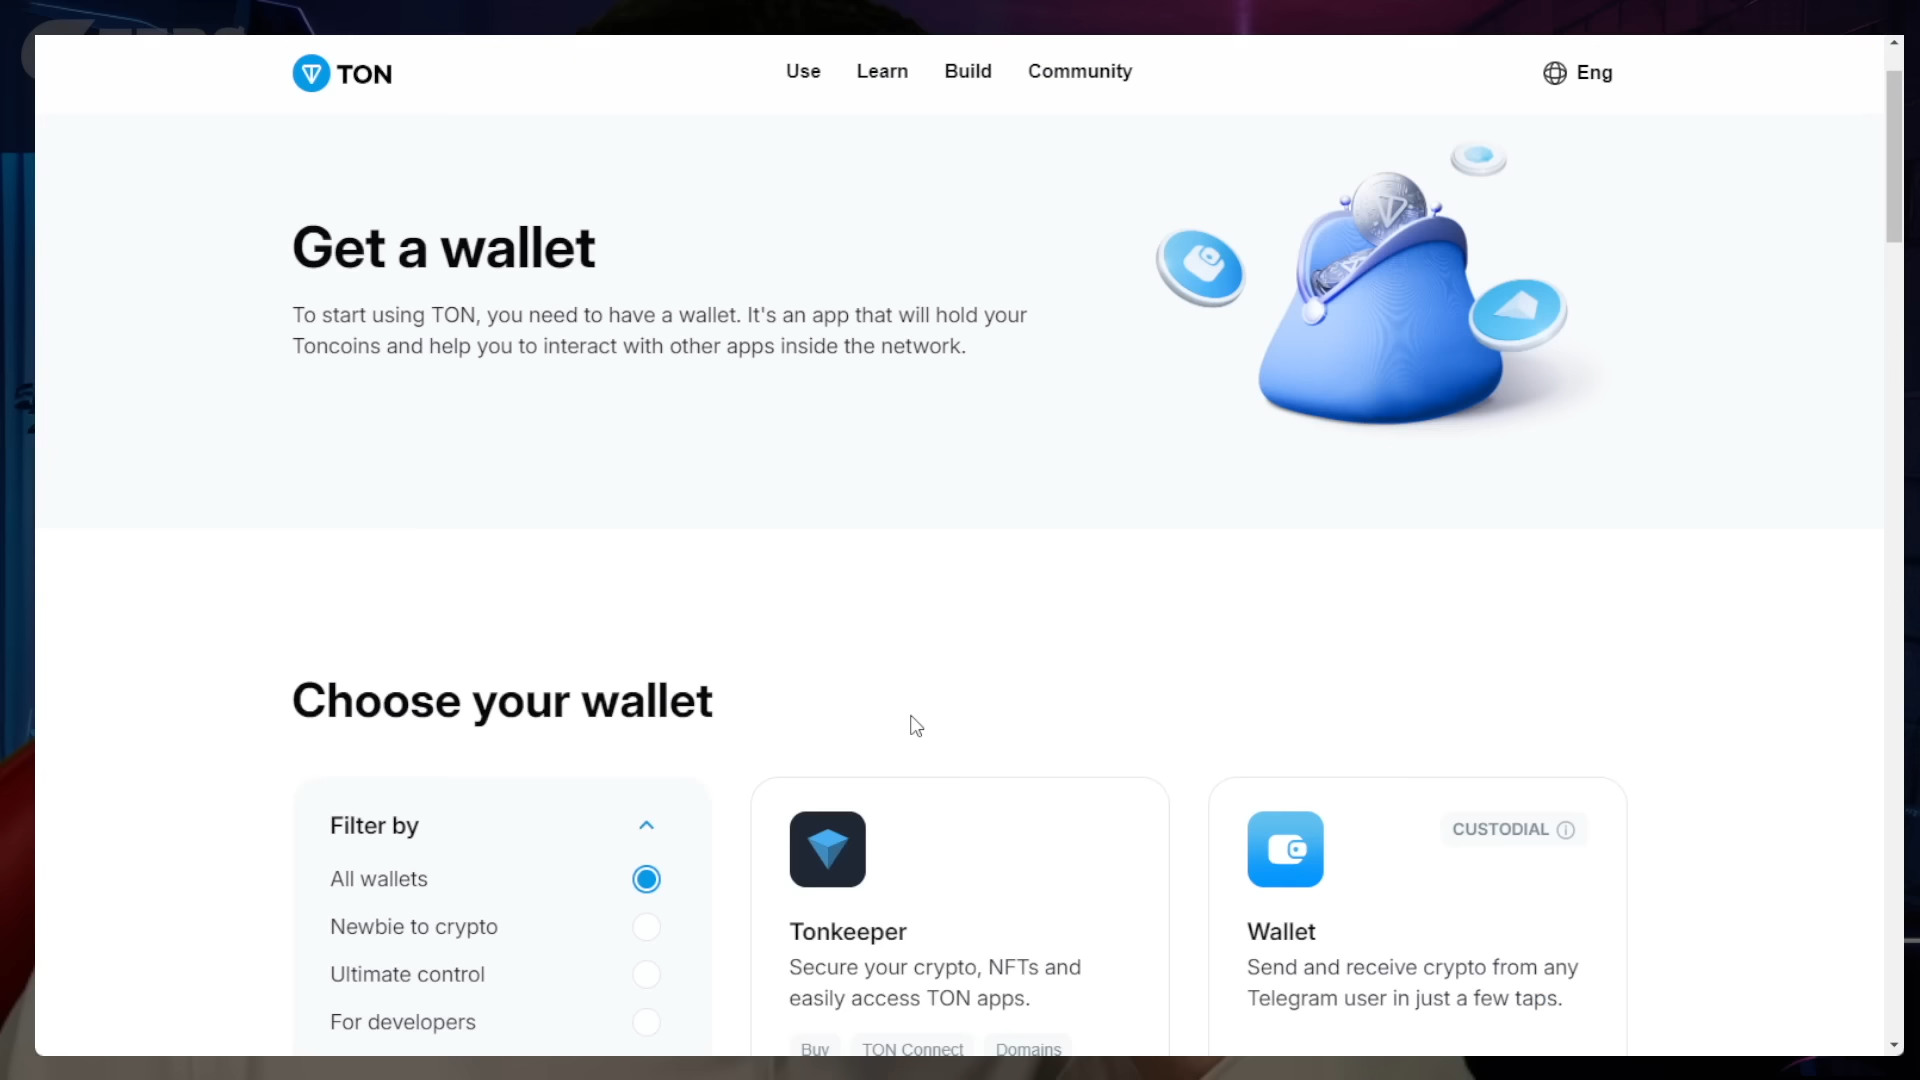 TON
Use
Learn
Build
Community
Eng
Get a wallet
To start using TON, you need to have a wallet. It's an app that will hold your
Toncoins and help you to interact with other apps inside the network.
Choose your wallet
Filter by
All wallets
Newbie to crypto
Ultimate control
For developers
Tonkeeper
Secure your crypto, NFTs and
easily access TON apps.
Buy
TON Connect
Domains
CUSTODIAL
Wallet
Send and receive crypto from any
Telegram user in just a few taps.